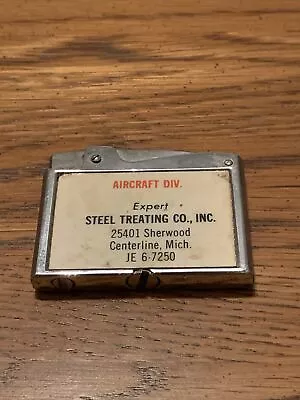 AIRCRAFT DIV.
Expert
STEEL TREATING CO., INC.
25401 Sherwood
Centerline, Mich.
JE 6-7250